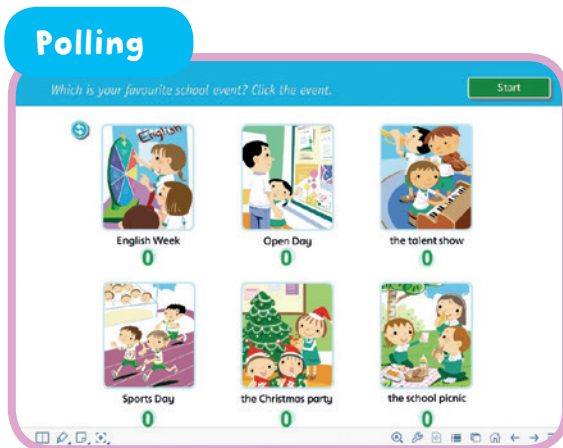 Polling
Which is your favourite school event? Click the event.
Start
English
English Week
0
Open Day
0
the talent show
0
Sports Day
0
the Christmas party
0
the school picnic
0